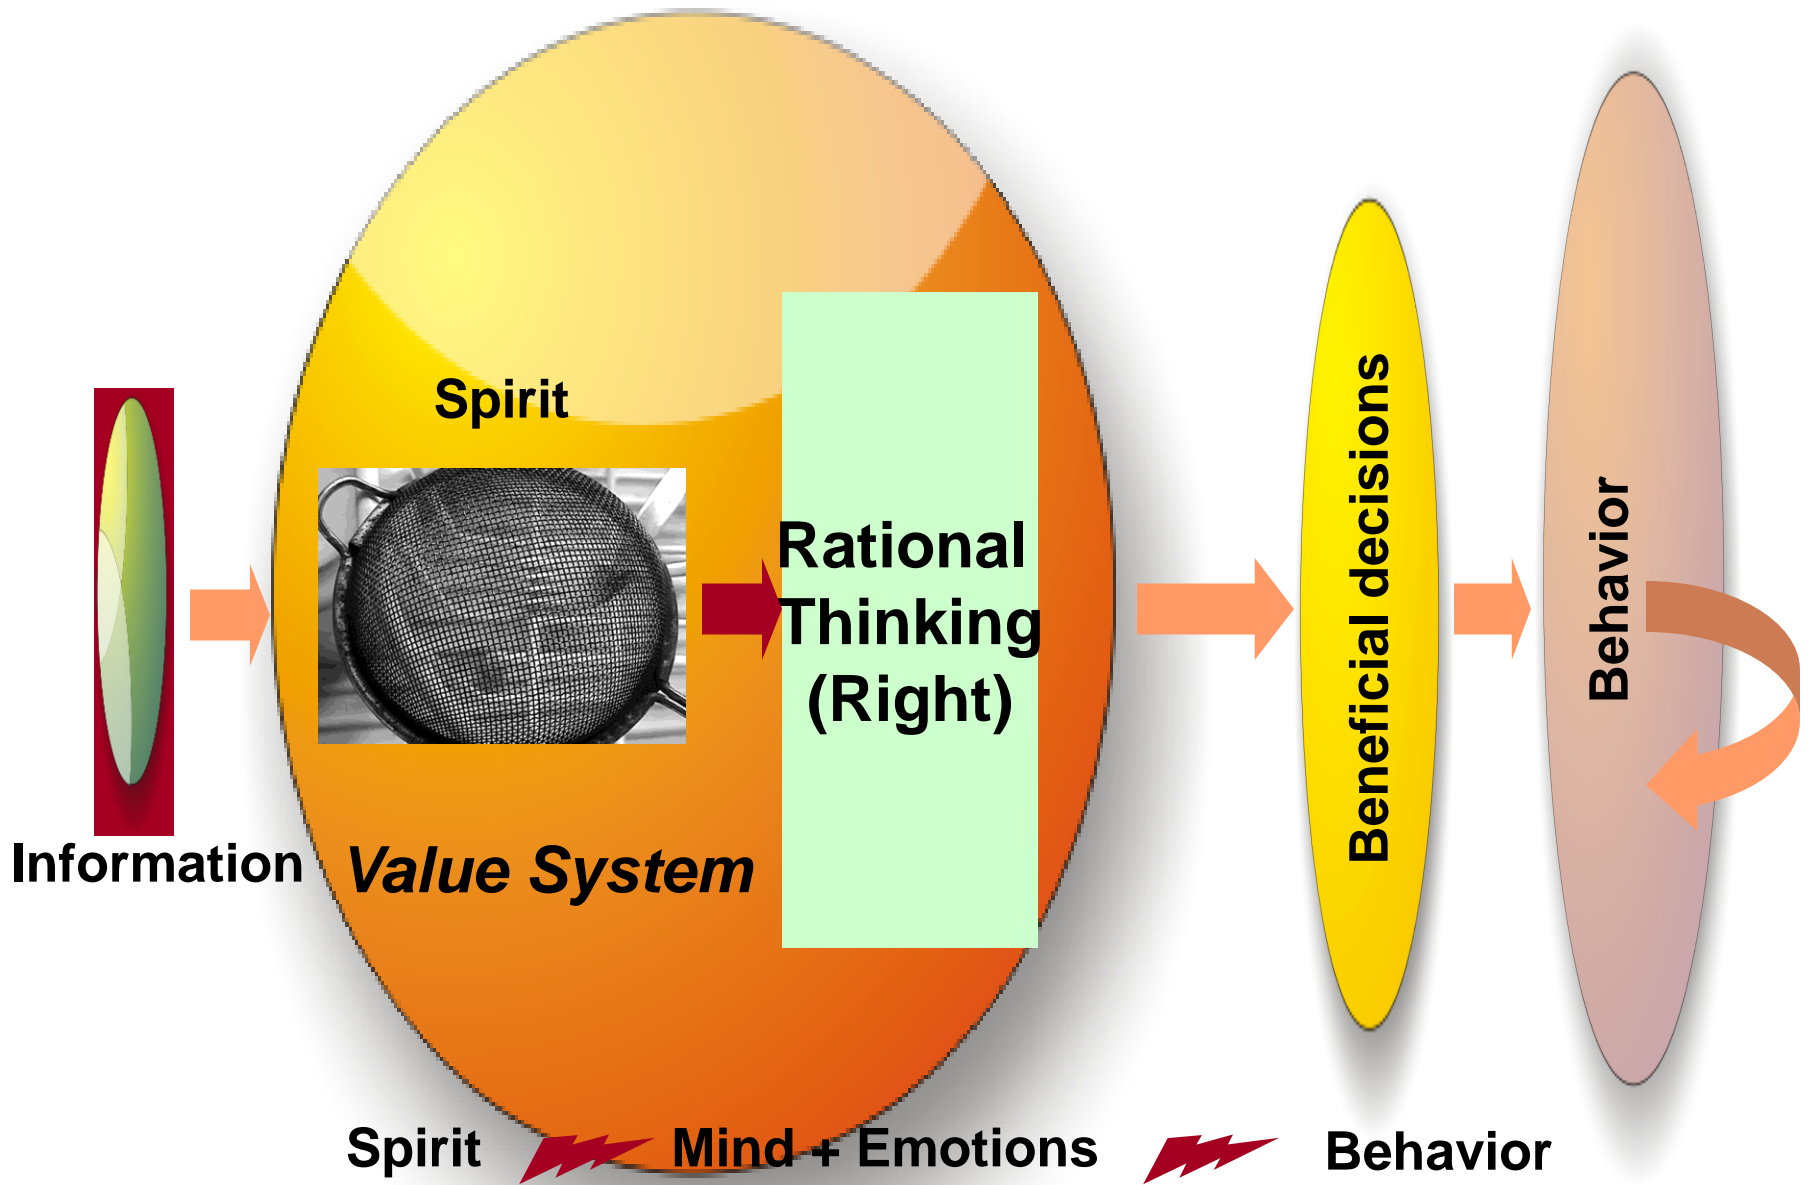 Spirit
Rational
Thinking
(Right)
Information
Value System
Beneficial decisions
Behavior
Spirit Mind + Emotions Behavior